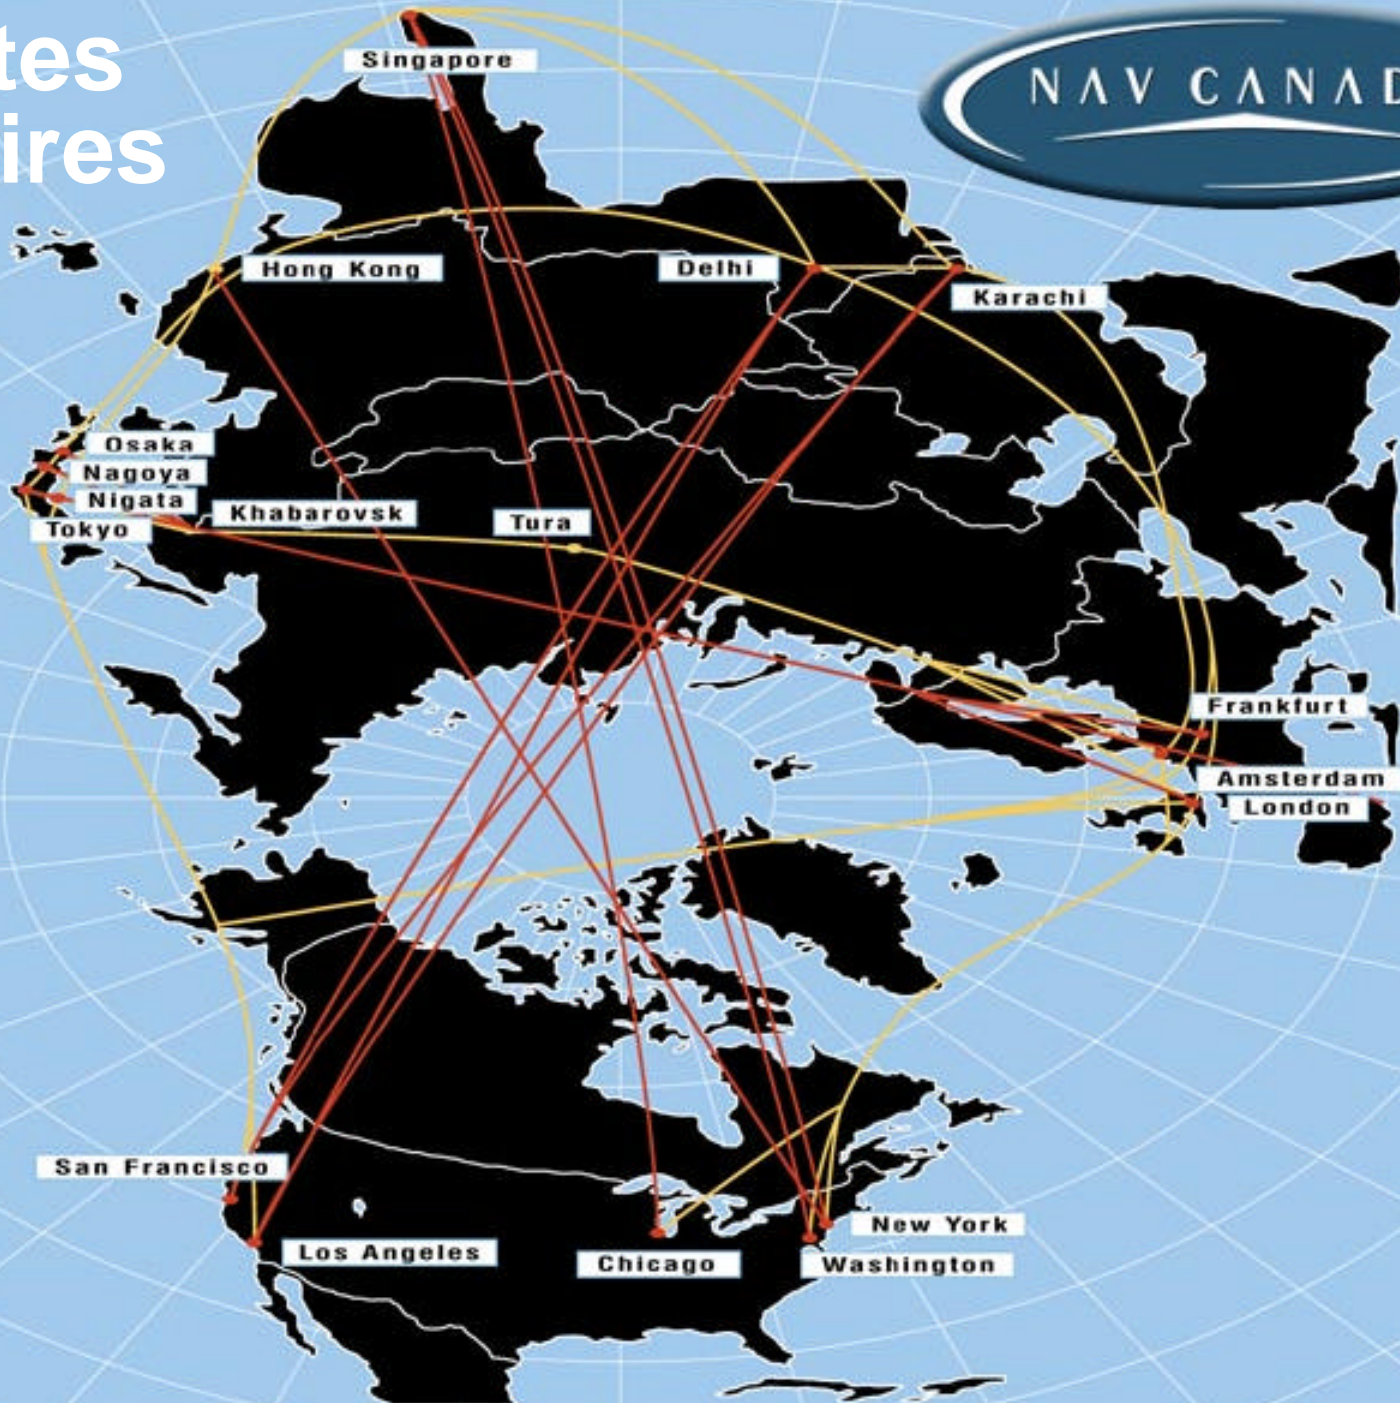 tes
ires
NAV CANAD
Singapore
Hong Kong
Delhi
Karachi
Osaka
Nagoya
Nigata
Tokyo
Khabarovsk
Tura
Frankfurt
Amsterdam
London
San Francisco
Los Angeles
Chicago
New York
Washington